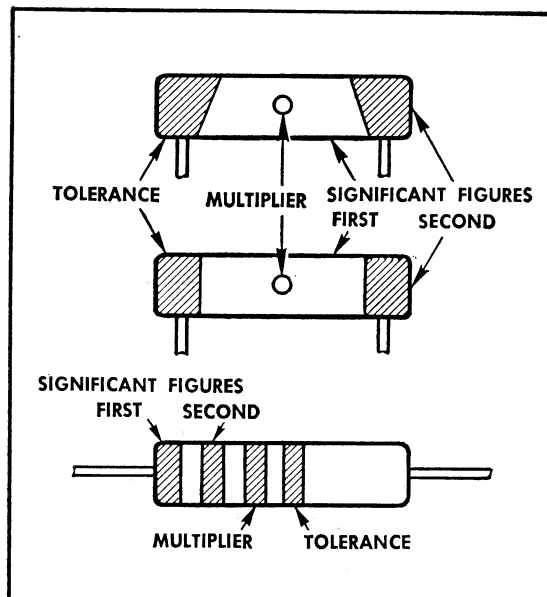 TOLERANCE
MULTIPLIER
SIGNIFICANT FIGURES
FIRST SECOND
SIGNIFICANT FIGURES
FIRST SECOND
MULTIPLIER
TOLERANCE